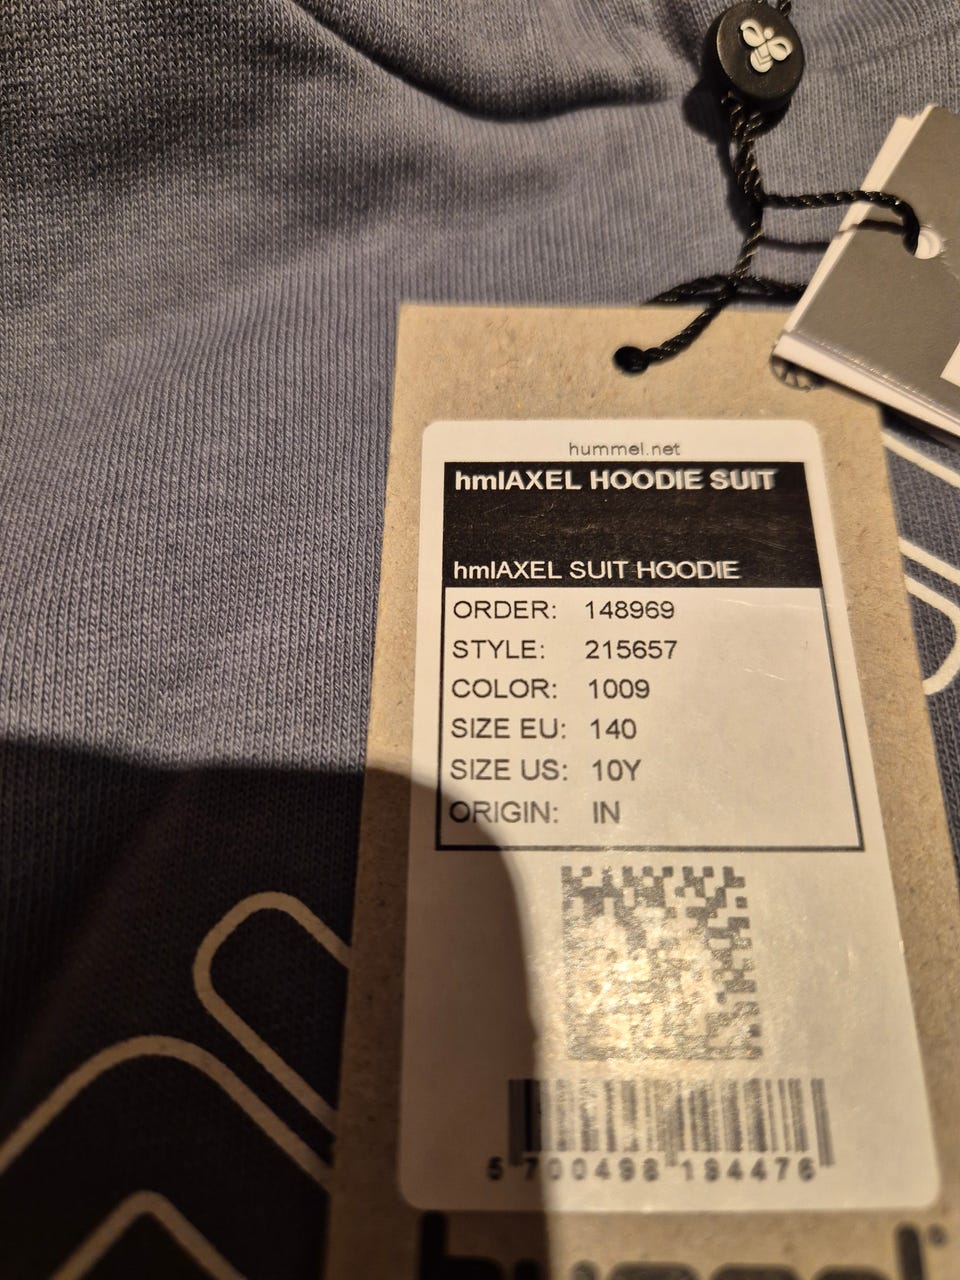 hummel.net
hmlAXEL HOODIE SUIT
hmlAXEL SUIT HOODIE
ORDER: 148969
STYLE: 215657
COLOR: 1009
SIZE EU: 140
SIZE US: 10Y
ORIGIN: IN
5 700498 194476